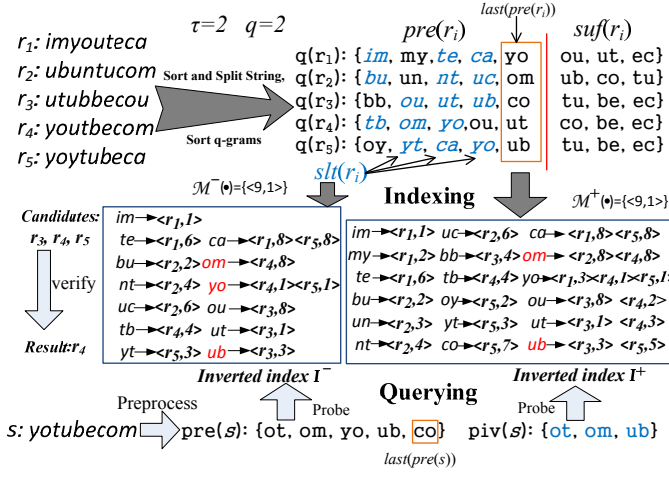 τ=2 q=2
pre(ri) last(pre(ri)) suf(ri)
r1: imyouteca
r2: ubuntucom
r3: utubbecou
r4: youtbecom
r5: yoytubeca
Sort and Split String,
Sort q-grams
q(r1): {im, my, te, ca, yo ou, ut, ec}
q(r2): {bu, un, nt, uc, om ub, co, tu}
q(r3): {bb, ou, ut, ub, co tu, be, ec}
q(r4): {tb, om, yo,ou, ut co, be, ec}
q(r5): {oy, yt, ca, yo, ub tu, be, ec}
slt(ri)
M−(•)={<9,1>} Indexing M+(•)={<9,1>}
Candidates:
r3, r4, r5
verify
Result:r4
im→<r1,1>
te→<r1,6> ca→<r1,8><r5,8>
bu→<r2,2> om→<r4,8>
nt→<r2,4> yo→<r4,1><r5,1>
uc→<r2,6> ou→<r3,8>
tb→<r4,4> ut→<r3,1>
yt→<r5,3> ub→<r3,3>
Inverted index I−
im→<r1,1> uc→<r2,6> ca→<r1,8><r5,8>
my→<r1,2> bb→<r3,4> om→<r2,8><r4,8>
te→<r1,6> tb→<r4,4> yo→<r1,3><r4,1><r5,1>
bu→<r2,2> oy→<r5,2> ou→<r3,8> <r4,2>
un→<r2,3> yt→<r5,3> ut→<r3,1><r4,3>
nt→<r2,4> co→<r5,7> ub→<r3,3> <r5,5>
Inverted index I+
Querying
Preprocess Probe Probe
s: yotubecom pre(s): {ot, om, yo, ub, co} piv(s): {ot, om, ub}
last(pre(s))